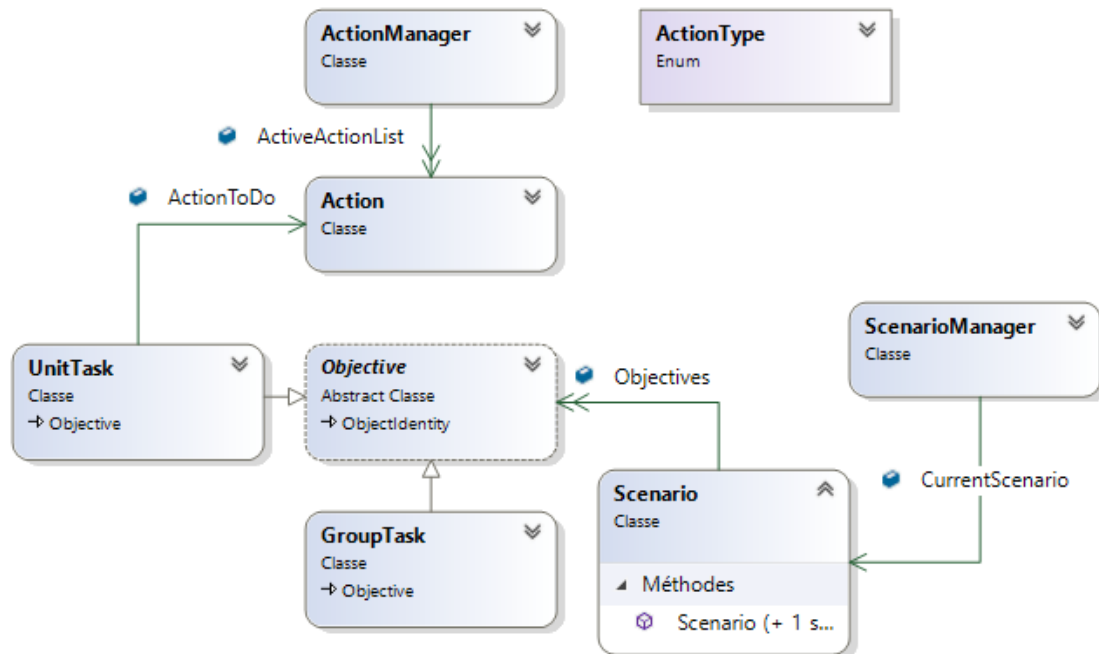 ActionManager
Classe
ActionType
Enum
ActiveActionList
ActionToDo
Action
Classe
ScenarioManager
Classe
UnitTask
Classe
Objective
Objective
Abstract Classe
ObjectIdentity
Objectives
CurrentScenario
Scenario
Classe
GroupTask
Classe
Objective
Méthodes
Scenario (+ 1 s...